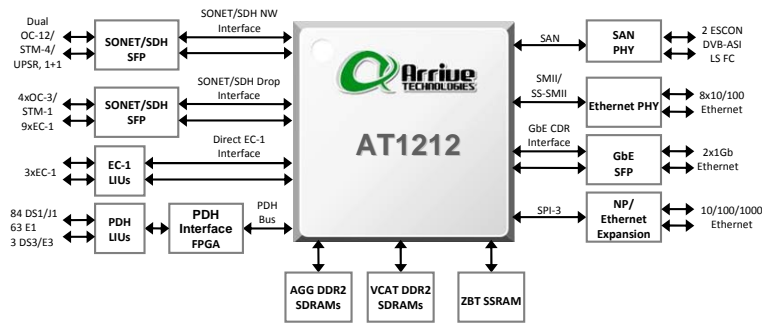 Dual
OC-12/
STM-4/
UPSR, 1+1
SONET/SDH
SFP
SONET/SDH NW
Interface
4xOC-3/
STM-1
9xEC-1
SONET/SDH
SFP
SONET/SDH Drop
Interface
3xEC-1
EC-1
LIUs
Direct EC-1
Interface
84 DS1/J1
63 E1
3 DS3/E3
PDH
LIUs
PDH
Interface
FPGA
PDH
Bus
Arrive
TECHNOLOGIES
AT1212
SAN
SAN
PHY
2 ESCON
DVB-ASI
LS FC
SMII/
SS-SMII
Ethernet PHY
8x10/100
Ethernet
GbE CDR
Interface
GbE
SFP
2x1Gb
Ethernet
SPI-3
NP/
Ethernet
Expansion
10/100/1000
Ethernet
AGG DDR2
SDRAMs
VCAT DDR2
SDRAMs
ZBT SSRAM